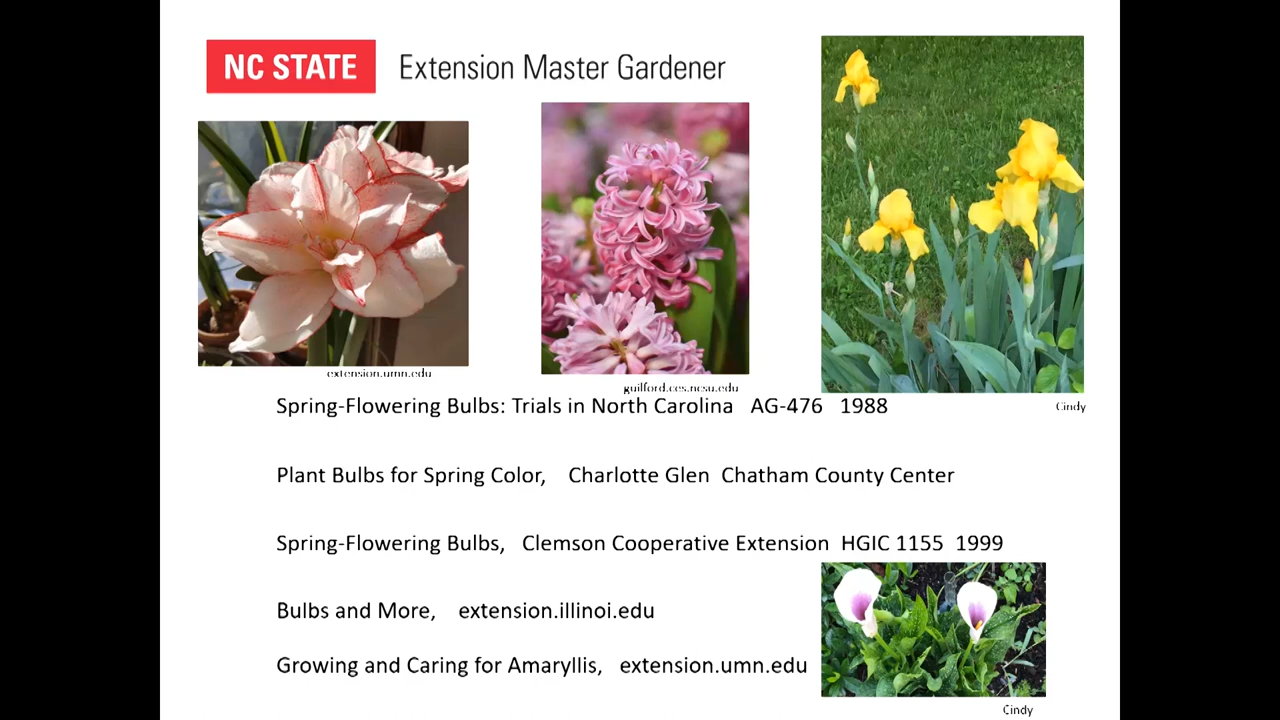 NC STATE Extension Master Gardener
extension.umn.edu
guilford.ces.ncsu.edu
Cindy
Spring-Flowering Bulbs: Trials in North Carolina AG-476 1988
Plant Bulbs for Spring Color, Charlotte Glen Chatham County Center
Spring-Flowering Bulbs, Clemson Cooperative Extension HGIC 1155 1999
Bulbs and More, extension.illinoi.edu
Growing and Caring for Amaryllis, extension.umn.edu
Cindy